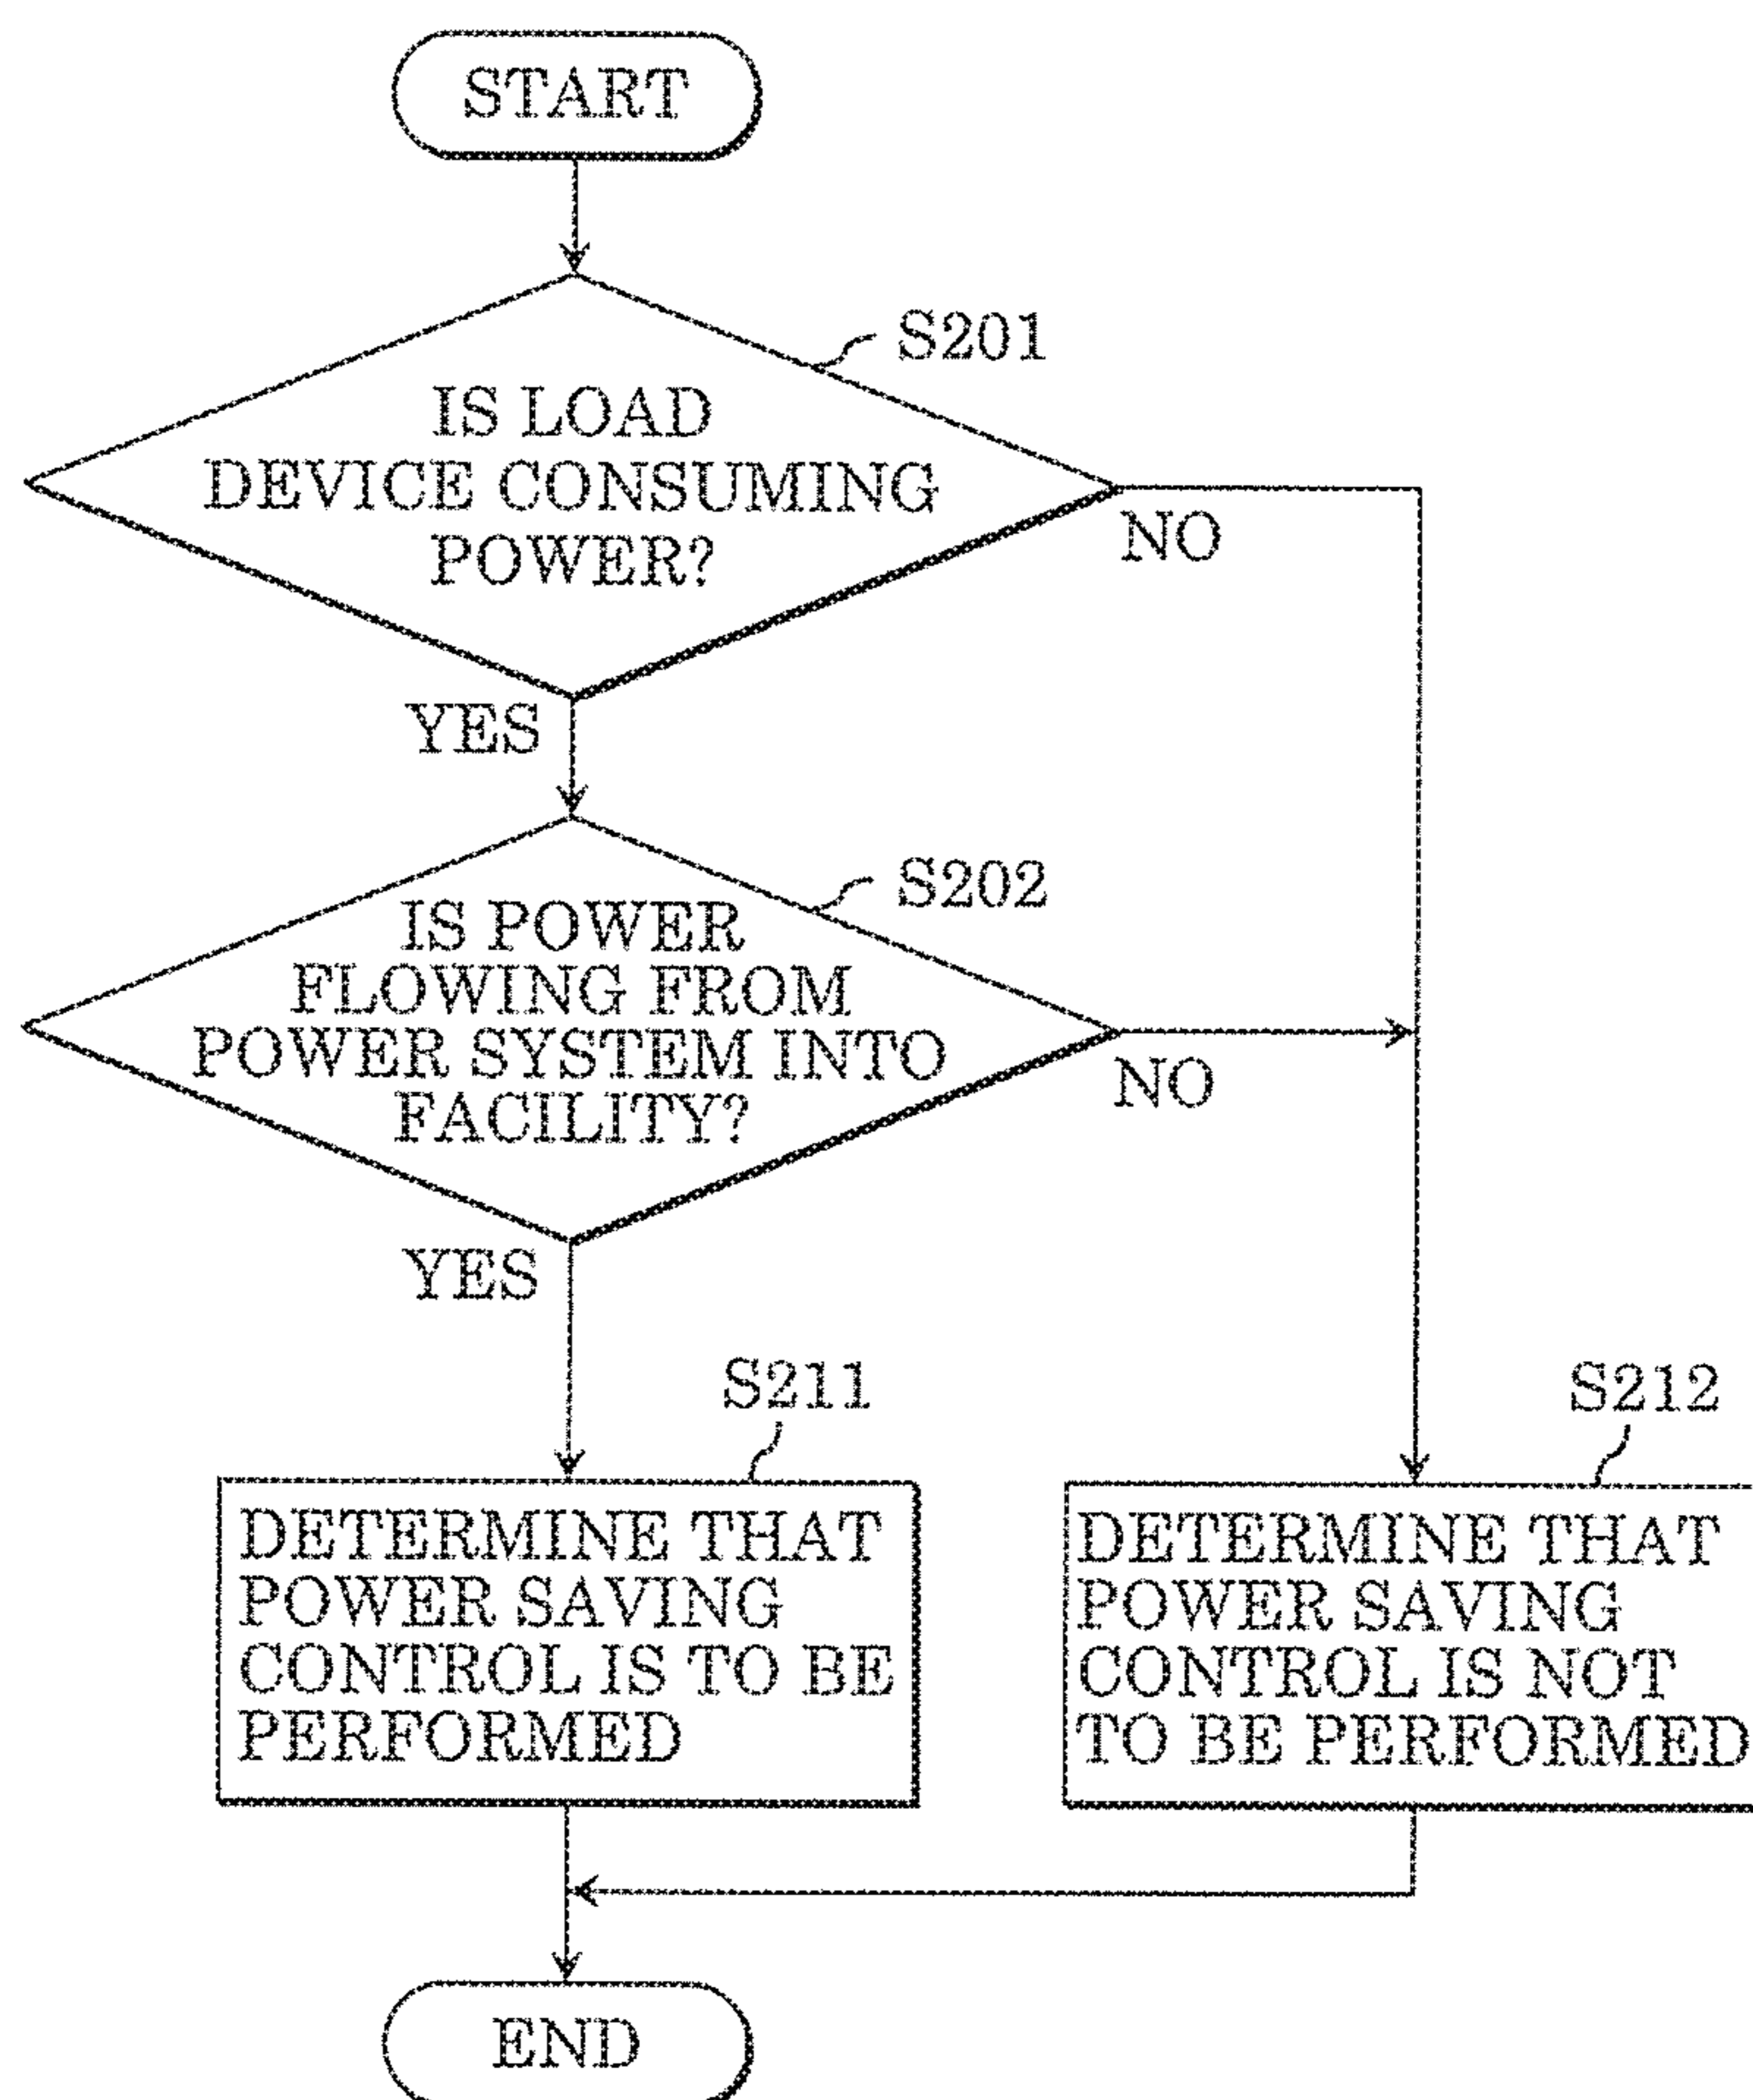 START
S201
IS LOAD
DEVICE CONSUMING
POWER?
NO
YES
S202
IS POWER
FLOWING FROM
POWER SYSTEM INTO
FACILITY?
NO
YES
S211
DETERMINE THAT
POWER SAVING
CONTROL IS TO BE
PERFORMED
S212
DETERMINE THAT
POWER SAVING
CONTROL IS NOT
TO BE PERFORMED
END